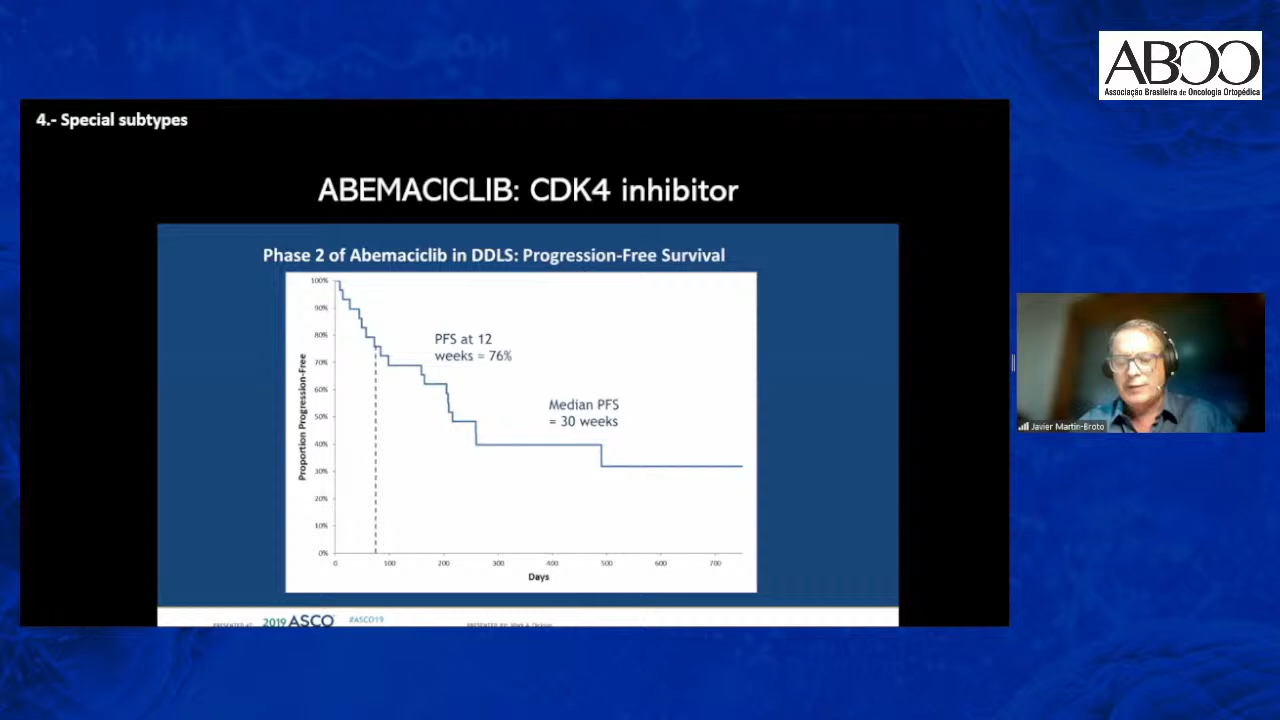 ABOO
Associação Brasileira de Oncologia Ortopédica
4.- Special subtypes
ABEMACICLIB: CDK4 inhibitor
Phase 2 of Abemaciclib in DDLS: Progression-Free Survival
100%
90%
80%
70%
60%
50%
40%
30%
20%
10%
0%
Proportion Progression-Free
PFS at 12
weeks = 76%
Median PFS
= 30 weeks
0 100 200 300 400 500 600 700
Days
2019 ASCO
#ASCO19
Javier Martin-Broto